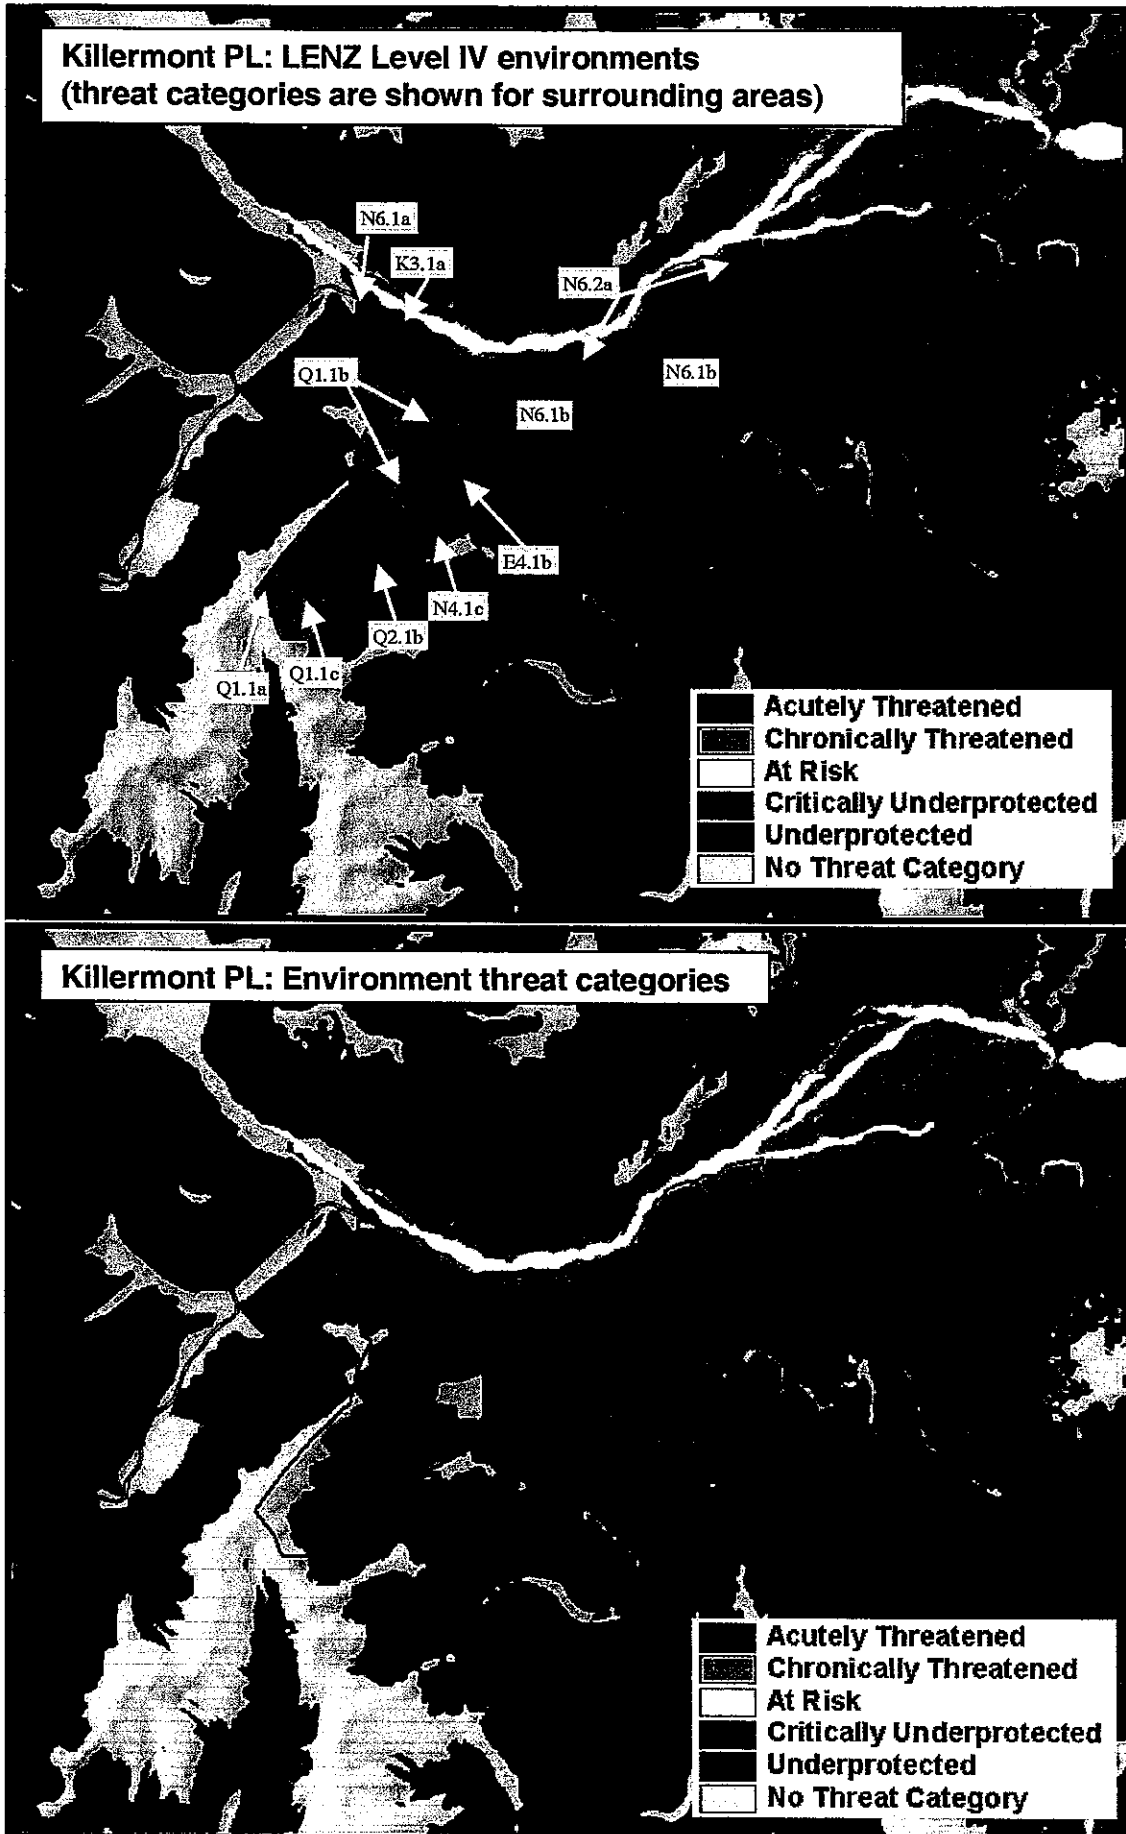 Killermont PL: LENZ Level IV environments
(threat categories are shown for surrounding areas)
N6.1a
K3.1a
N6.2a
Q1.1b
N6.1b
N6.1b
E4.1b
N4.1c
Q2.1b
Q1.1c
Q1.1a
Acutely Threatened
Chronically Threatened
At Risk
Critically Underprotected
Underprotected
No Threat Category
Killermont PL: Environment threat categories
Acutely Threatened
Chronically Threatened
At Risk
Critically Underprotected
Underprotected
No Threat Category